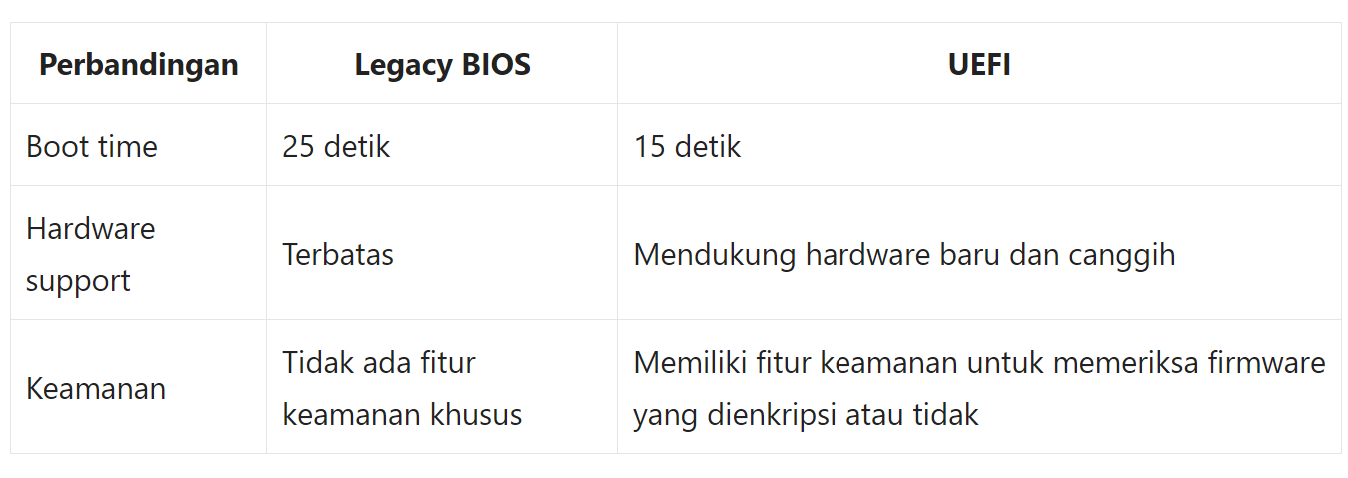 Perbandingan Legacy BIOS UEFI
Boot time 25 detik 15 detik
Hardware support Terbatas Mendukung hardware baru dan canggih
Keamanan Tidak ada fitur keamanan khusus Memiliki fitur keamanan untuk memeriksa firmware yang dienkripsi atau tidak